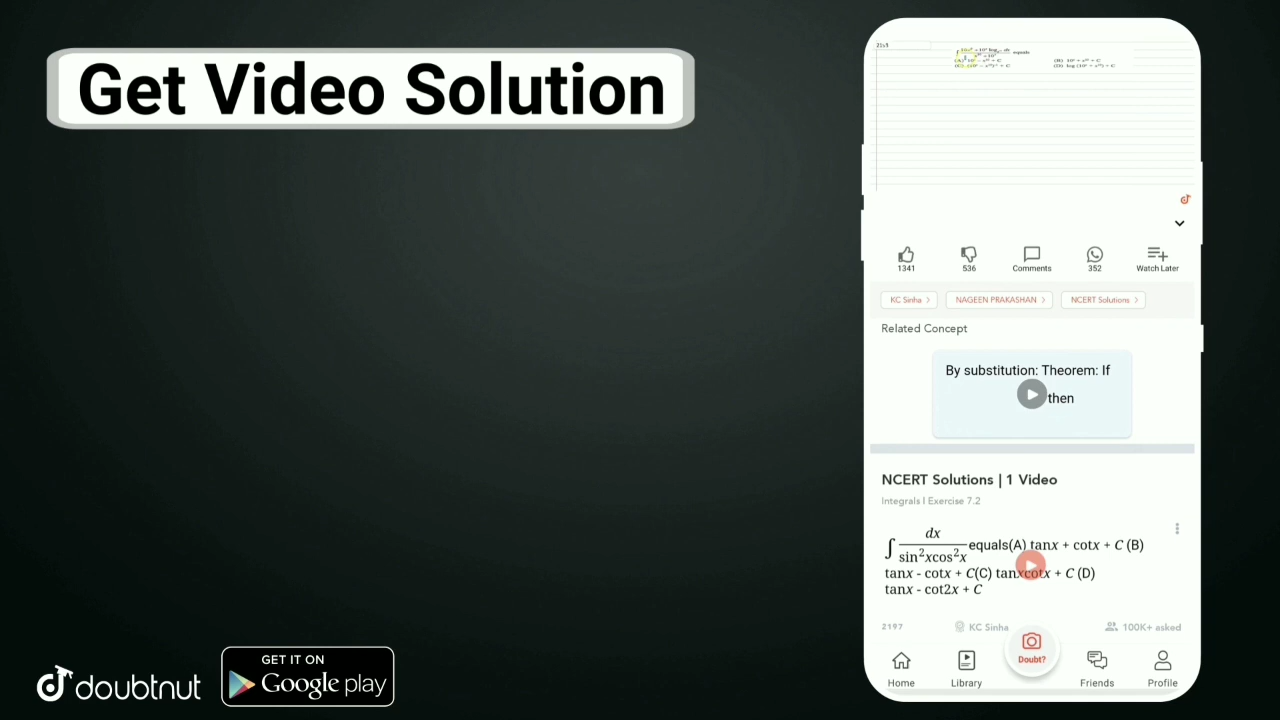 Get Video Solution
2153
equals
1341
536
Comments
352
Watch Later
KC Sinha
NAGEEN PRAKASHAN
NCERT Solutions
Related Concept
By substitution: Theorem: If
then
NCERT Solutions | 1 Video
Integrals I Exercise 7.2
∫ dx / sin²xcos²x equals(A) tanx + cotx + C (B)
tanx - cotx + C(C) tanxcotx + C (D)
tanx - cot2x + C
2197
KC Sinha
100K+ asked
Doubt?
Home
Library
Friends
Profile
doubtnut
GET IT ON
Google play